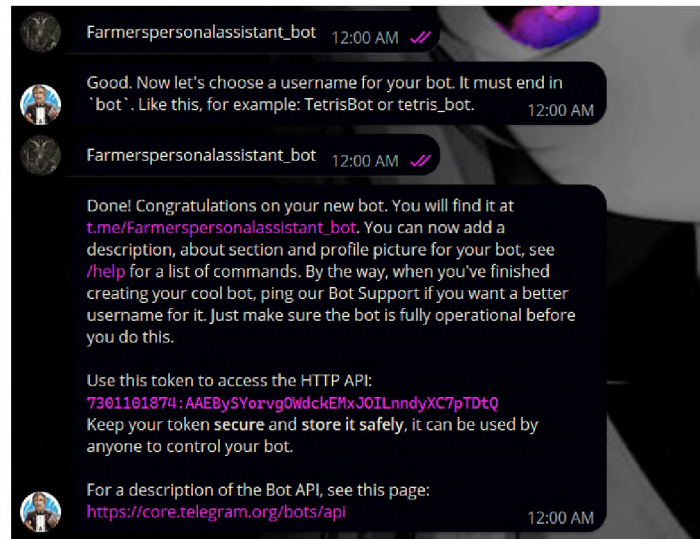 Farmerspersonalassistant_bot 12:00 AM
Good. Now let's choose a username for your bot. It must end in
`bot`. Like this, for example: TetrisBot or tetris_bot. 12:00 AM
Farmerspersonalassistant_bot 12:00 AM
Done! Congratulations on your new bot. You will find it at
t.me/Farmerspersonalassistant_bot. You can now add a
description, about section and profile picture for your bot, see
/help for a list of commands. By the way, when you've finished
creating your cool bot, ping our Bot Support if you want a better
username for it. Just make sure the bot is fully operational before
you do this.
Use this token to access the HTTP API:
7301101874:AAEBySYorvgOWdckEMxJOILnndyXC7pTDtQ
Keep your token secure and store it safely, it can be used by
anyone to control your bot.
For a description of the Bot API, see this page:
https://core.telegram.org/bots/api 12:00 AM